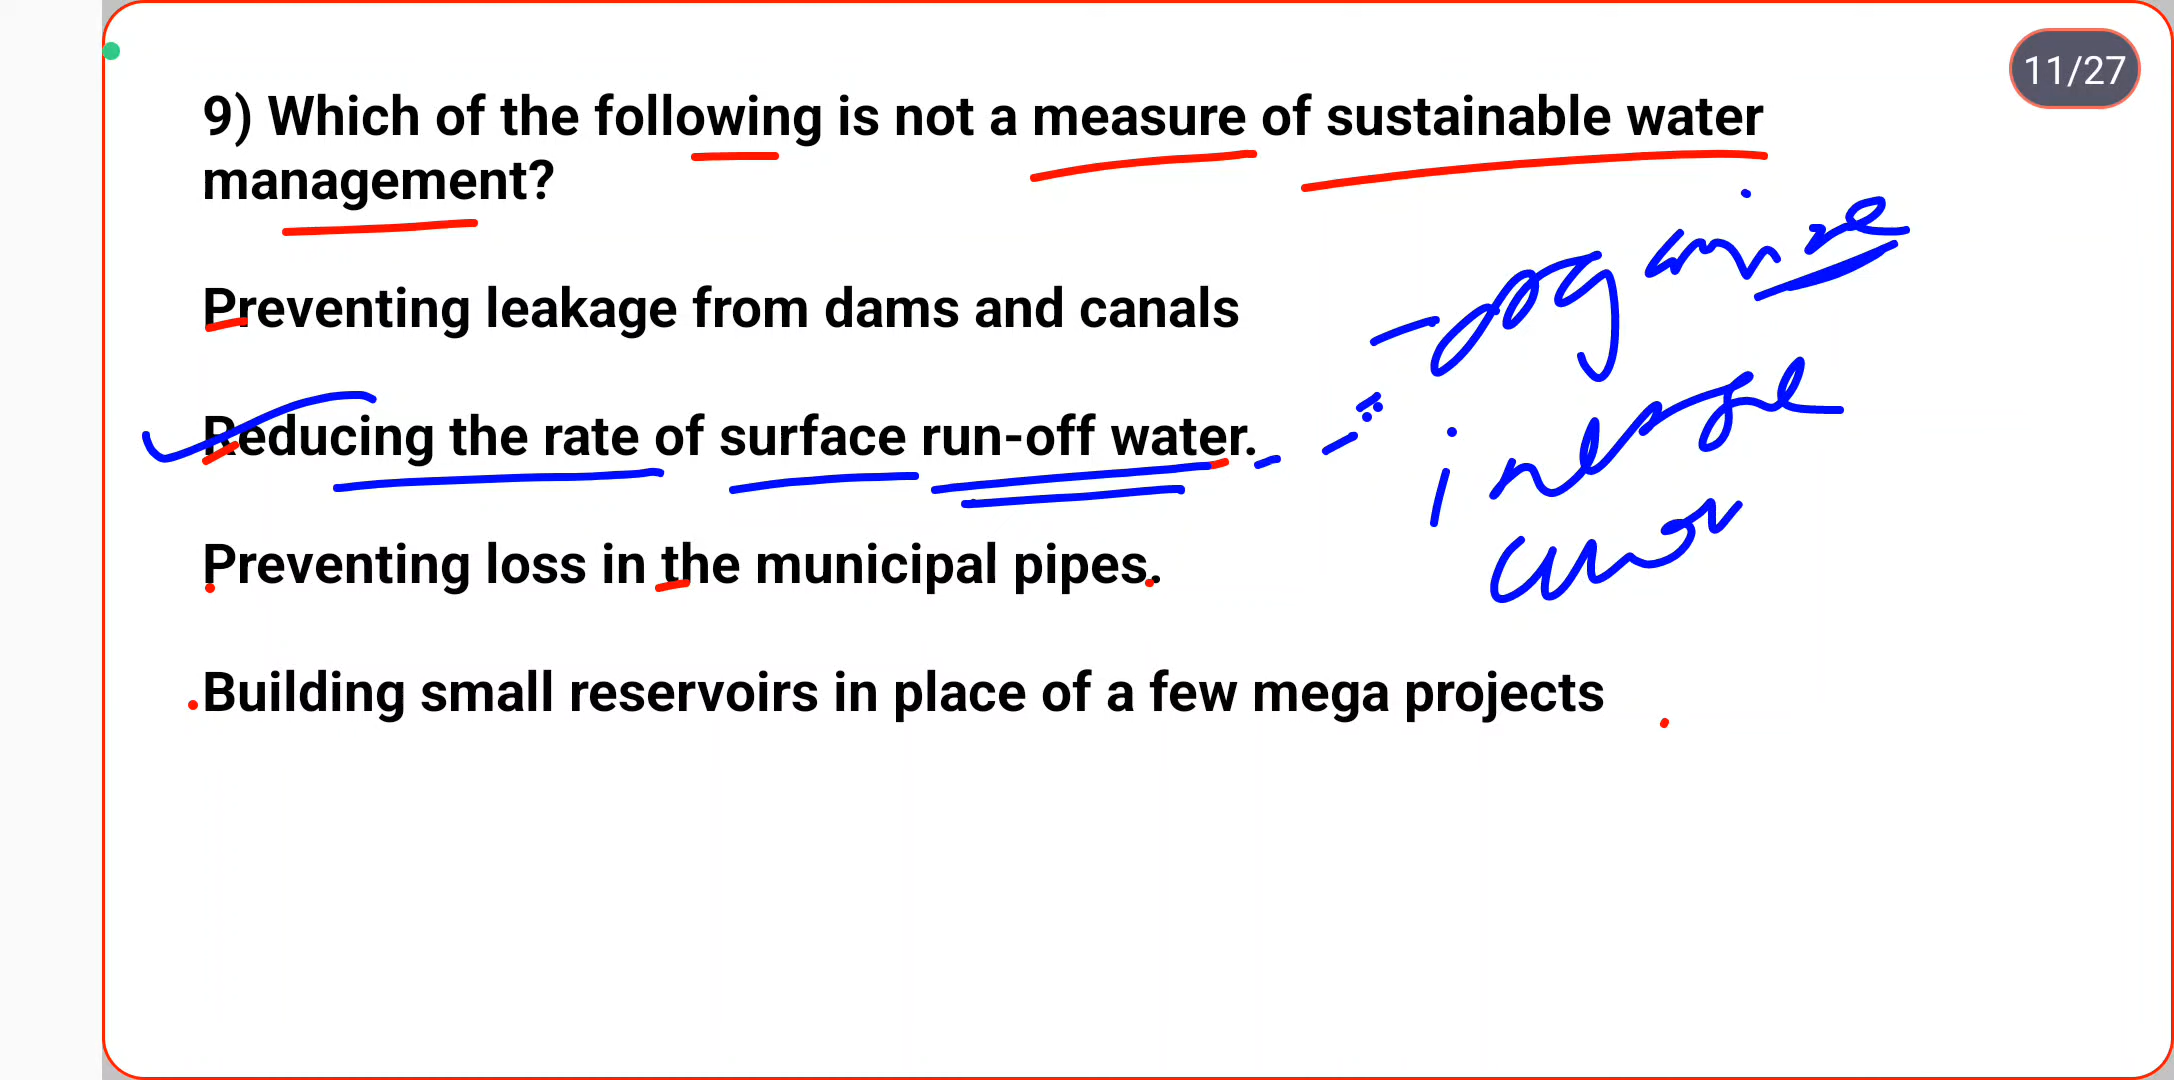 11/27
9) Which of the following is not a measure of sustainable water
management?
Preventing leakage from dams and canals
Reducing the rate of surface run-off water.
Preventing loss in the municipal pipes.
Building small reservoirs in place of a few mega projects